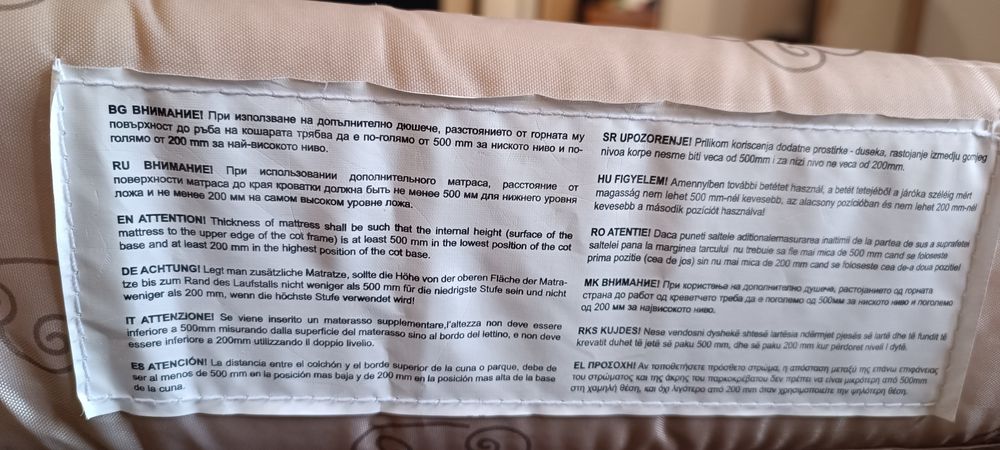 BG ВНИМАНИЕ! При използване на допълнително дюшече, разстоянието от горната му
повърхност до ръба на кошарата трябва да е по-голямо от 500 mm за ниското ниво и по-
голямо от 200 mm за най-високото ниво.
RU ВНИМАНИЕ! При использовании дополнительного матраса, расстояние от
поверхности матраса до края кроватки должна быть не менее 500 мм для нижнего уровня
ложа и не менее 200 мм на самом высоком уровне ложа.
EN ATTENTION! Thickness of mattress shall be such that the internal height (surface of the
mattress to the upper edge of the cot frame) is at least 500 mm in the lowest position of the cot
base and at least 200 mm in the highest position of the cot base.
DE ACHTUNG! Legt man zusätzliche Matratze, sollte die Höhe von der oberen Fläche der Matra-
tze bis zum Rand des Laufstalls nicht weniger als 500 mm für die niedrigste Stufe sein und nicht
weniger als 200 mm, wenn die höchste Stufe verwendet wird!
IT ATTENZIONE! Se viene inserito un materasso supplementare,l'altezza non deve essere
inferiore a 500mm misurando dalla superficie del materasso sino al bordo del lettino, e non deve
essere inferiore a 200mm utilizzando il doppio livelio.
ES ATENCIÓN! La distancia entre el colchón y el borde superior de la cuna o parque, debe de
ser al menos de 500 mm en la posición mas baja y de 200 mm en la posición mas alta de la base
de la cuna.
SR UPOZORENJE! Prilikom koriscenja dodatne prostirke - duseka, rastojanje izmedju gornjeg
nivoa korpe nesme biti veca od 500mm i za nizi nivo ne veca od 200mm.
HU FIGYELEM! Amennyiben további betétet használ, a betét tetejéből a járóka széléig mért
magasság nem lehet 500 mm-nél kevesebb, az alacsony pozícióban és nem lehet 200 mm-nél
kevesebb a második pozíciót használva!
RO ATENTIE! Daca puneti saltele aditionalemasurarea inaltimii de la partea de sus a suprafetei
saltelei pana la marginea tarcului nu trebuie sa fie mai mica de 500 mm cand se foloseste
prima pozitie (cea de jos) sin nu mai mica de 200 mm cand se foloseste cea de-a doua pozitie!
MK ВНИМАНИЕ! При користење на дополнително душече, растојанието од горната
страна до работ од креветчето треба да е поголемо од 500мм за ниското ниво и поголемо
од 200 мм за највисокото ниво.
RKS KUJDES! Nese vendosni dyshekë shtesë lartësia ndërmjet pjesës së lartë dhe të fundit të
krevatit duhet të jetë së paku 500 mm, dhe së paku 200 mm kur përdoret niveli i dytë.
EL ΠΡΟΣΟΧΗ! Αν τοποθετήσετε πρόσθετο στρώμα, η απόσταση μεταξύ της επάνω επιφάνειας
του στρώματος και της άκρης του παρκοκρέβατου δεν πρέπει να είναι μικρότερη από 500mm
στη χαμηλή θέση, και όχι λιγότερο από 200 mm όταν χρησιμοποιείτε την ψηλότερη θέση.